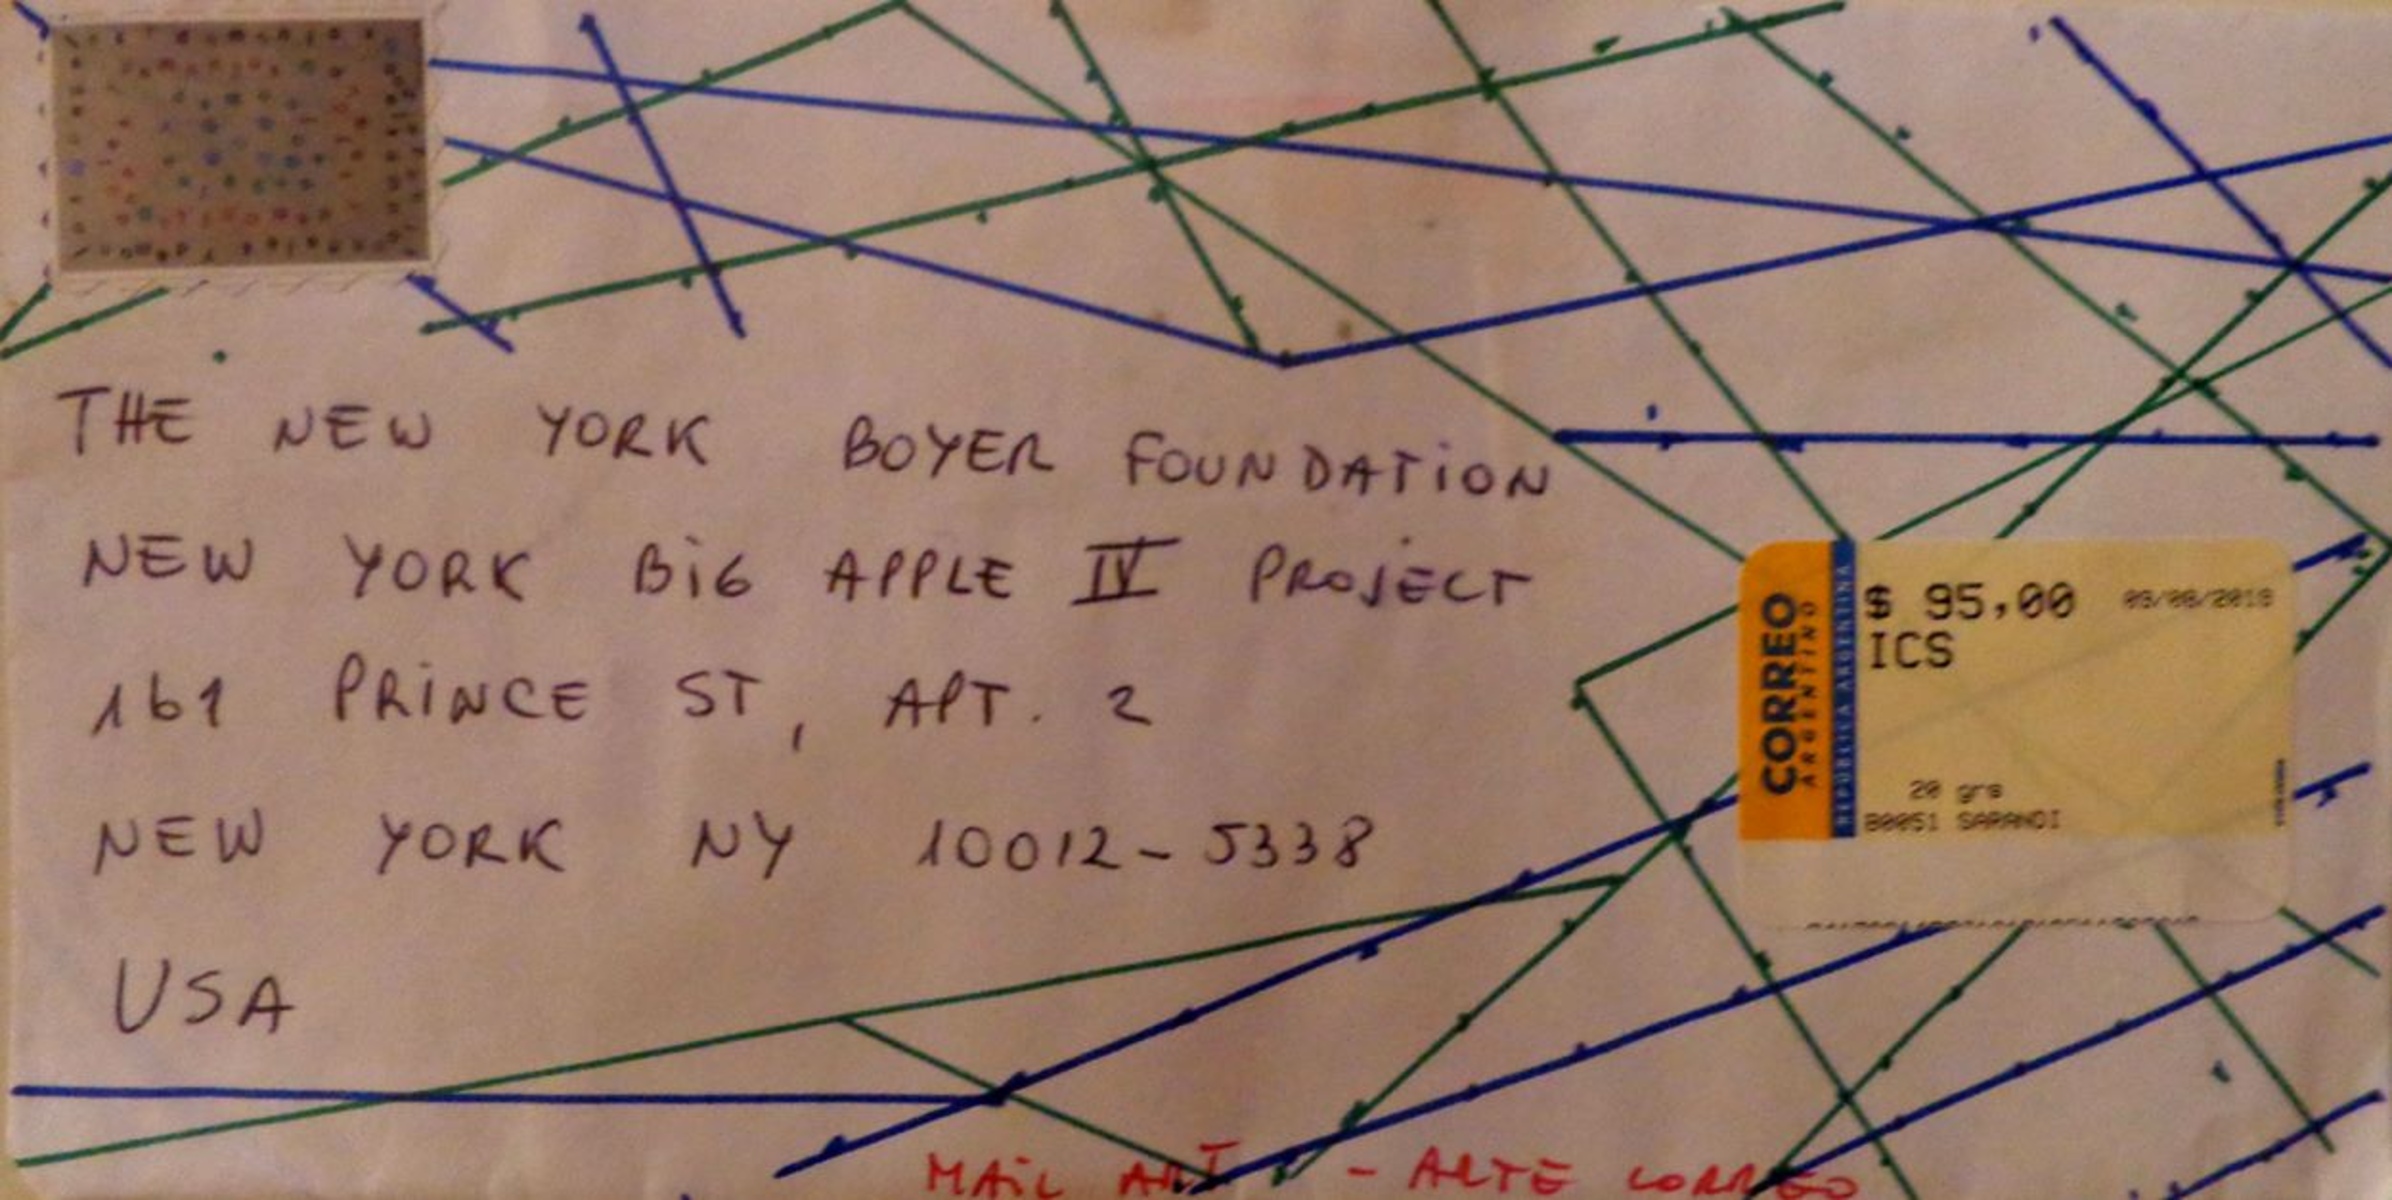 THE NEW YORK BOYER FOUNDATION
NEW YORK BiG APPLE IV PROJECT
161 PRiNCE ST, APT. 2
NEW YORK NY 10012-5338
USA
CORREO
ARGENTINO
REPÚBLICA ARGENTINA
$ 95,00
ICS
20 grs
B0051 SARANDI
MAiL ART - ARTE CORREO